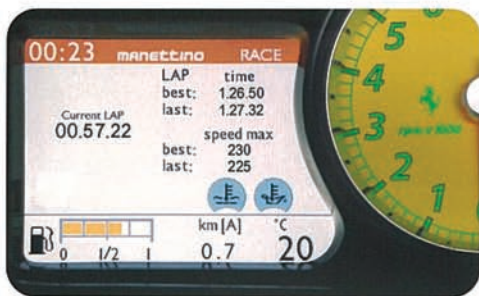 00:23 manettino RACE
LAP time
best: 1.26.50
last: 1.27.32
Current LAP
00.57.22
speed max
best: 230
last: 225
km [A] °C
0 1/2 1 0.7 20
6
5
4
3
2
1